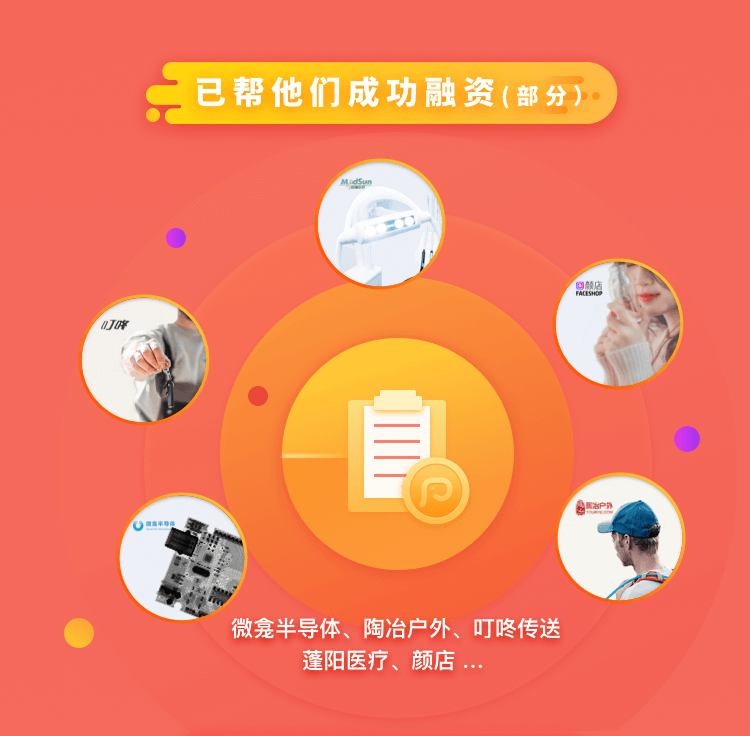 已帮他们成功融资(部分)
MedSun
颜店
FACESHOP
叮咚
陶冶户外
微龛半导体
微龛半导体、陶冶户外、叮咚传送
蓬阳医疗、颜店 ...